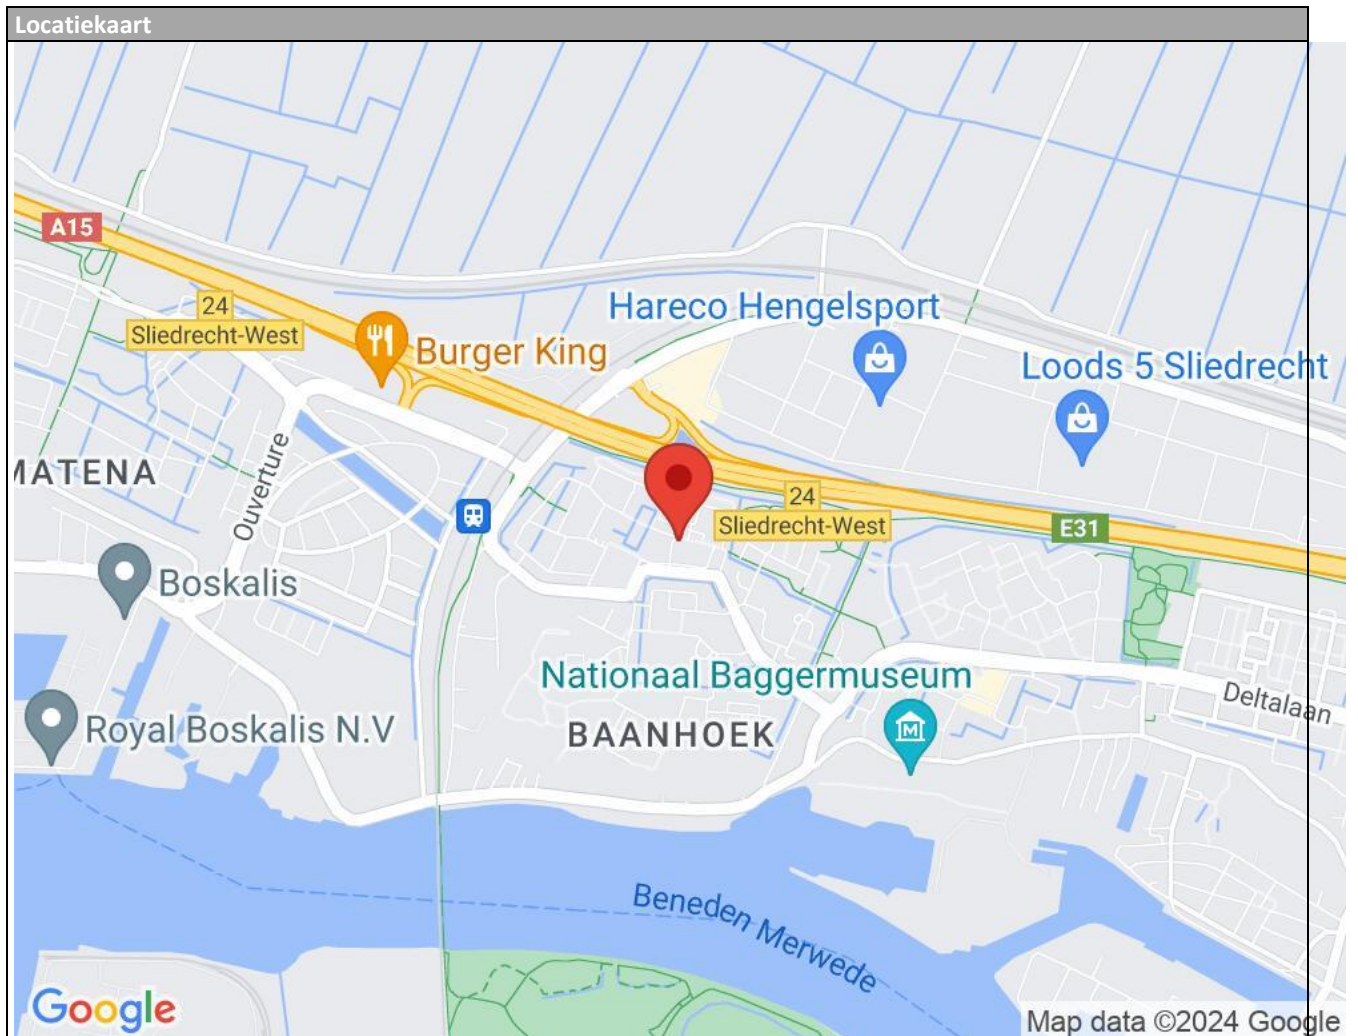 Locatiekaart
A15
24
Sliedrecht-West
Burger King
Hareco Hengelsport
Loods 5 Sliedrecht
MATENA
Ouverture
24
Sliedrecht-West
E31
Boskalis
Nationaal Baggermuseum
Deltalaan
Royal Boskalis N.V
BAANHOEK
M
Beneden Merwede
Google
Map data ©2024 Google